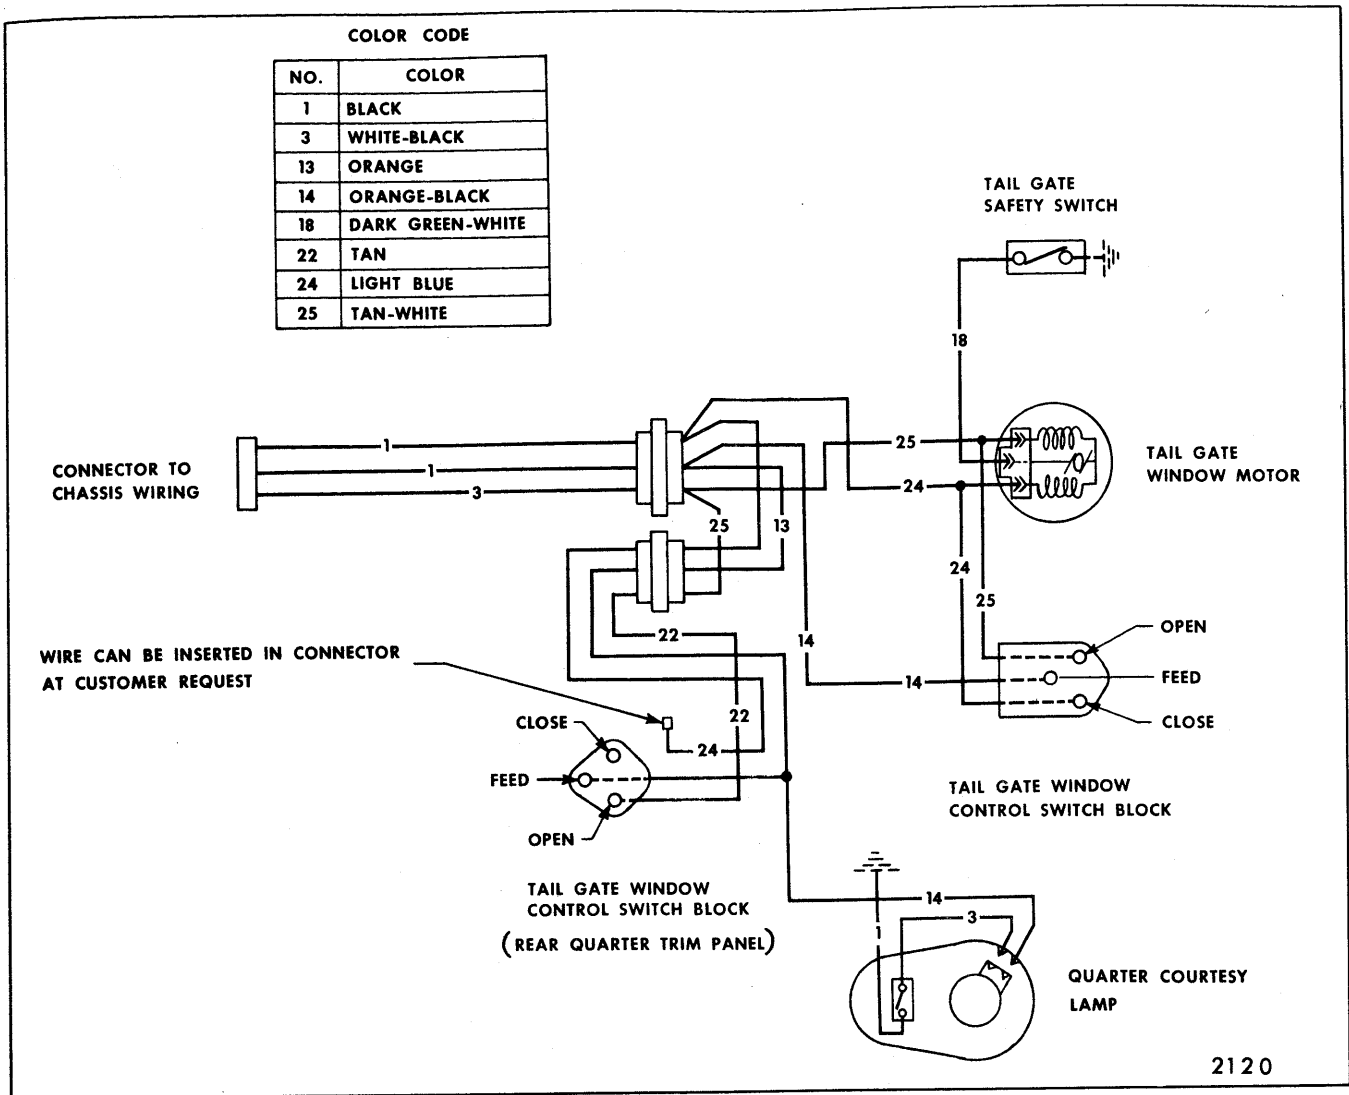 COLOR CODE
NO. COLOR
1 BLACK
3 WHITE-BLACK
13 ORANGE
14 ORANGE-BLACK
18 DARK GREEN-WHITE
22 TAN
24 LIGHT BLUE
25 TAN-WHITE
TAIL GATE
SAFETY SWITCH
18
1
1
3
CONNECTOR TO
CHASSIS WIRING
25
24
TAIL GATE
WINDOW MOTOR
25
13
24
25
22
14
14
OPEN
FEED
CLOSE
WIRE CAN BE INSERTED IN CONNECTOR
AT CUSTOMER REQUEST
22
24
CLOSE
FEED
OPEN
TAIL GATE WINDOW
CONTROL SWITCH BLOCK
TAIL GATE WINDOW
CONTROL SWITCH BLOCK
(REAR QUARTER TRIM PANEL)
14
3
1
QUARTER COURTESY
LAMP
2120